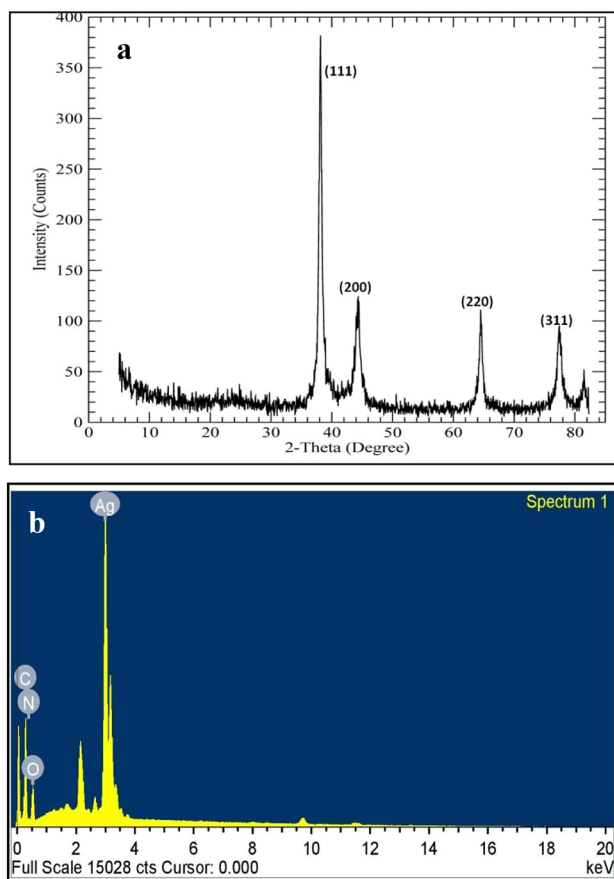 a
400
350
300
250
200
150
100
50
0
Intensity (Counts)
(111)
(200)
(220)
(311)
0 10 20 30 40 50 60 70 80
2-Theta (Degree)
b
Spectrum 1
Ag
C
N
O
0 2 4 6 8 10 12 14 16 18 20
Full Scale 15028 cts Cursor: 0.000 keV